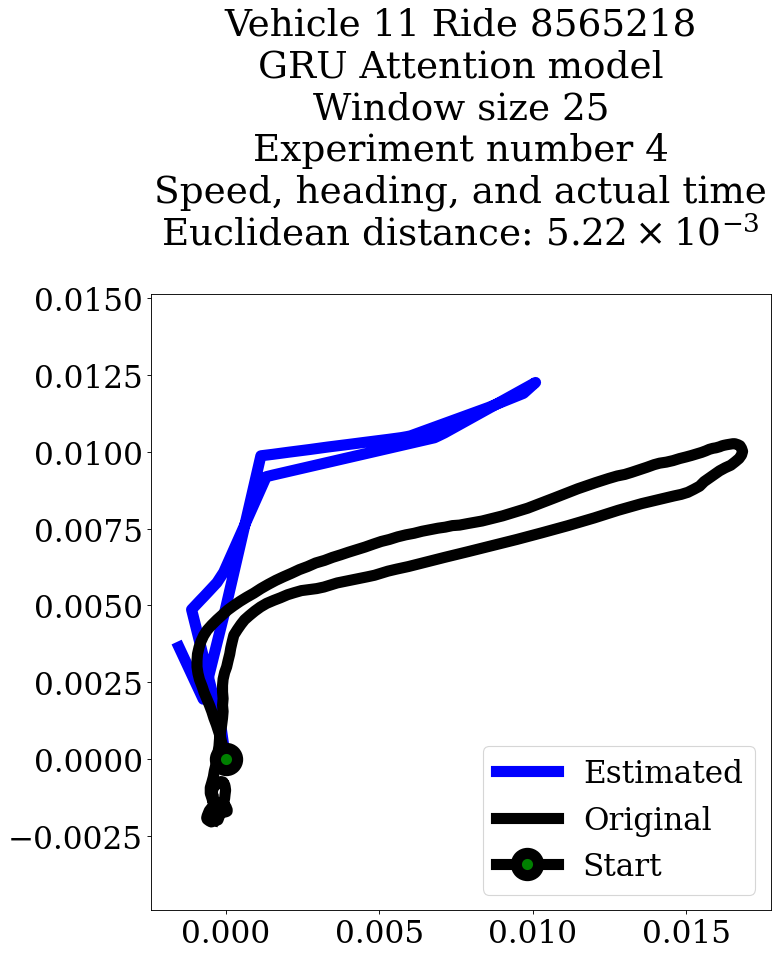 Vehicle 11 Ride 8565218
GRU Attention model
Window size 25
Experiment number 4
Speed, heading, and actual time
Euclidean distance: 5.22 × 10⁻³
0.0150
0.0125
0.0100
0.0075
0.0050
0.0025
0.0000
−0.0025
Estimated
Original
Start
0.000 0.005 0.010 0.015